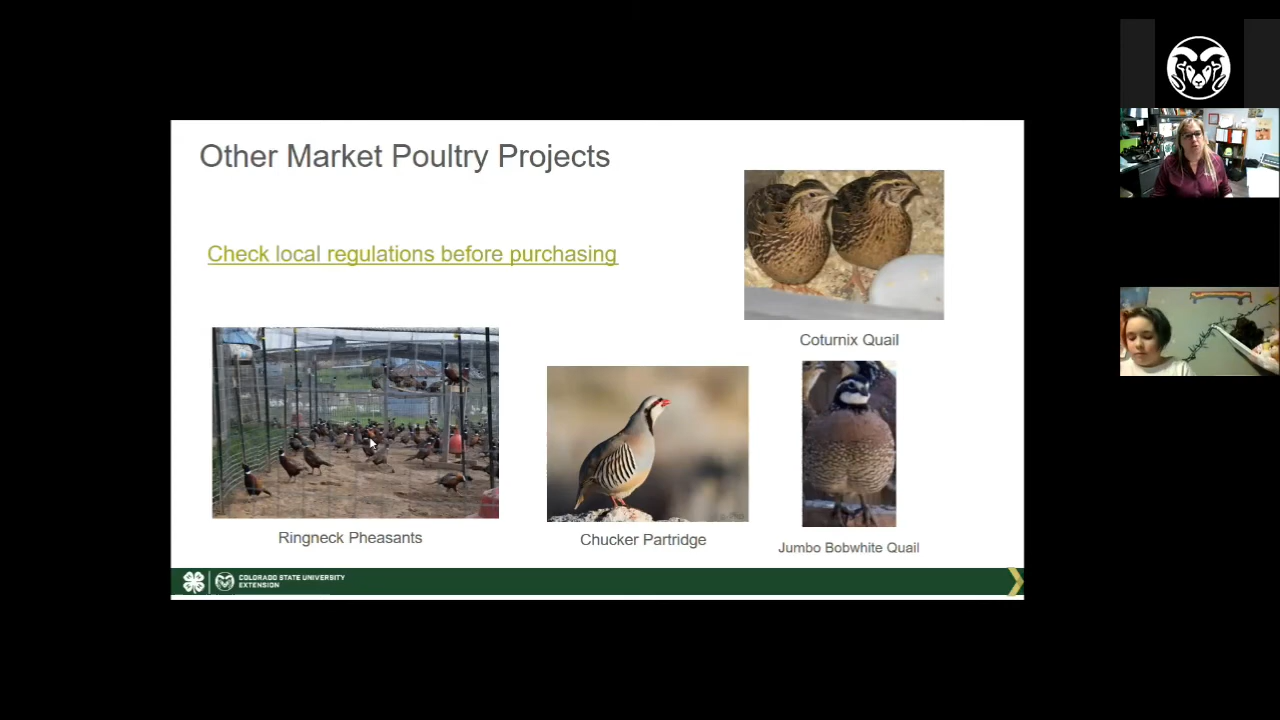 Other Market Poultry Projects
Check local regulations before purchasing
Coturnix Quail
Ringneck Pheasants
Chucker Partridge
Jumbo Bobwhite Quail
COLORADO STATE UNIVERSITY
EXTENSION